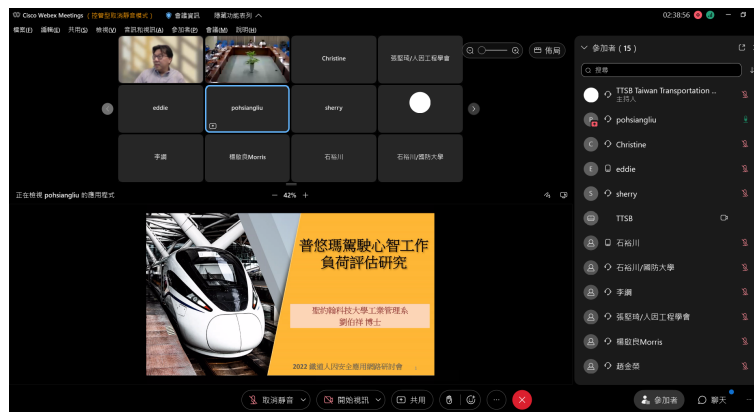 Cisco Webex Meetings（控管型取消靜音模式）
會議資訊
隱藏功能表列
02:38:56
檔案(F) 編輯(E) 共用(S) 檢視(V) 音訊和視訊(A) 參加者(P) 會議(M) 說明(H)
佈局
Christine
張堅琦/人因工程學會
eddie
pohsiangliu
sherry
李綱
楊啟良Morris
石裕川
石裕川/國防大學
正在檢視 pohsiangliu 的應用程式
− 42% +
普悠瑪駕駛心智工作
負荷評估研究
聖約翰科技大學工業管理系
劉伯祥 博士
2022 鐵道人因安全應用網路研討會
參加者 ( 15 )
搜尋
TTSB Taiwan Transportation ...
主持人
pohsiangliu
Christine
eddie
sherry
TTSB
石裕川
石裕川/國防大學
李綱
張堅琦/人因工程學會
楊啟良Morris
趙金榮
取消靜音
開始視訊
共用
參加者
聊天